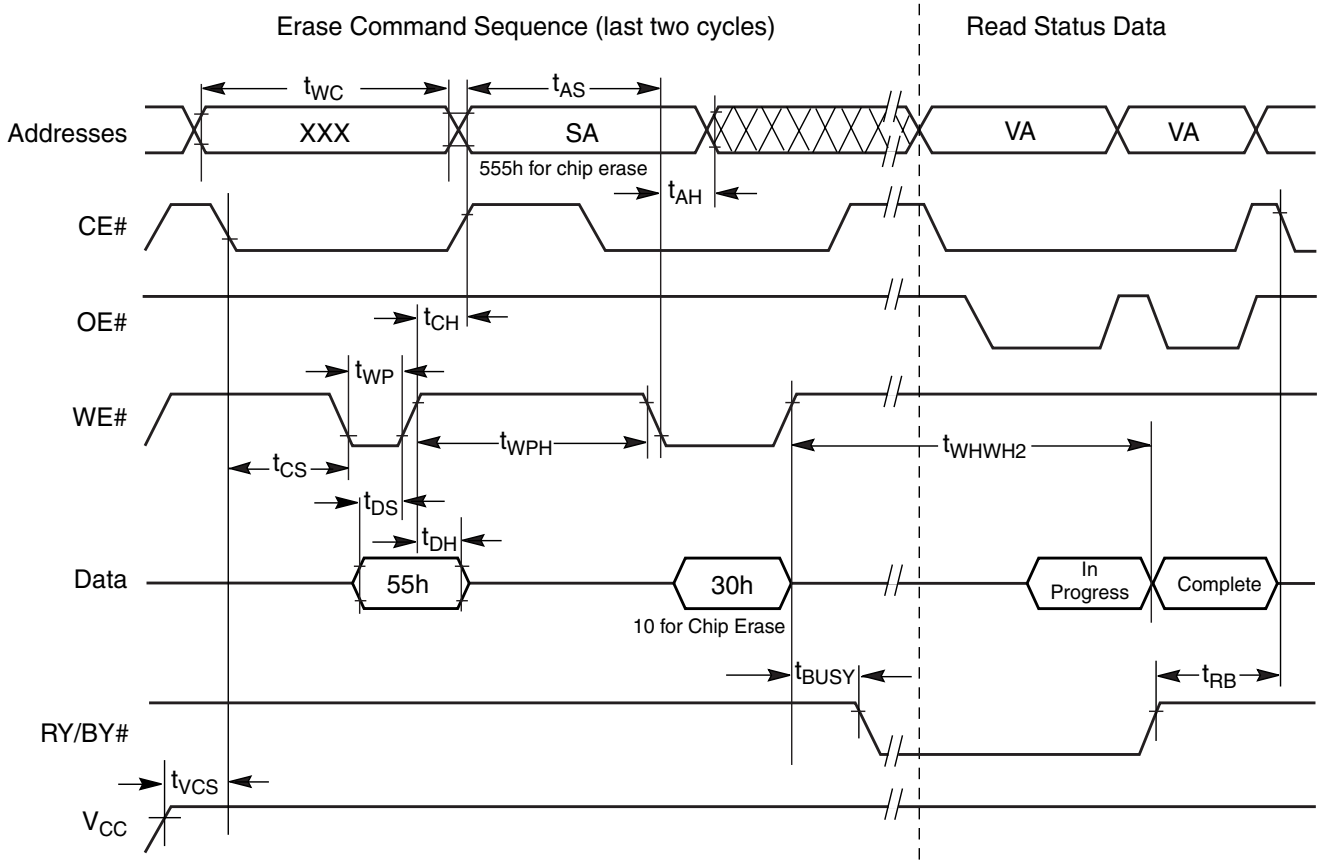 Erase Command Sequence (last two cycles)
Read Status Data
tWC
tAS
Addresses
XXX
SA
VA
VA
555h for chip erase
tAH
CE#
OE#
tCH
tWP
WE#
tWPH
tWHWH2
tCS
tDS
tDH
Data
55h
30h
In
Progress
Complete
10 for Chip Erase
tBUSY
tRB
RY/BY#
tVCS
VCC